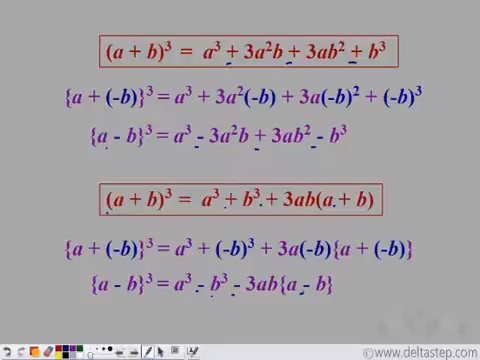 (a + b)³ = a³ + 3a²b + 3ab² + b³
{a + (-b)}³ = a³ + 3a²(-b) + 3a(-b)² + (-b)³
{a - b}³ = a³ - 3a²b + 3ab² - b³
(a + b)³ = a³ + b³ + 3ab(a + b)
{a + (-b)}³ = a³ + (-b)³ + 3a(-b){a + (-b)}
{a - b}³ = a³ - b³ - 3ab{a - b}
© www.deltastep.com